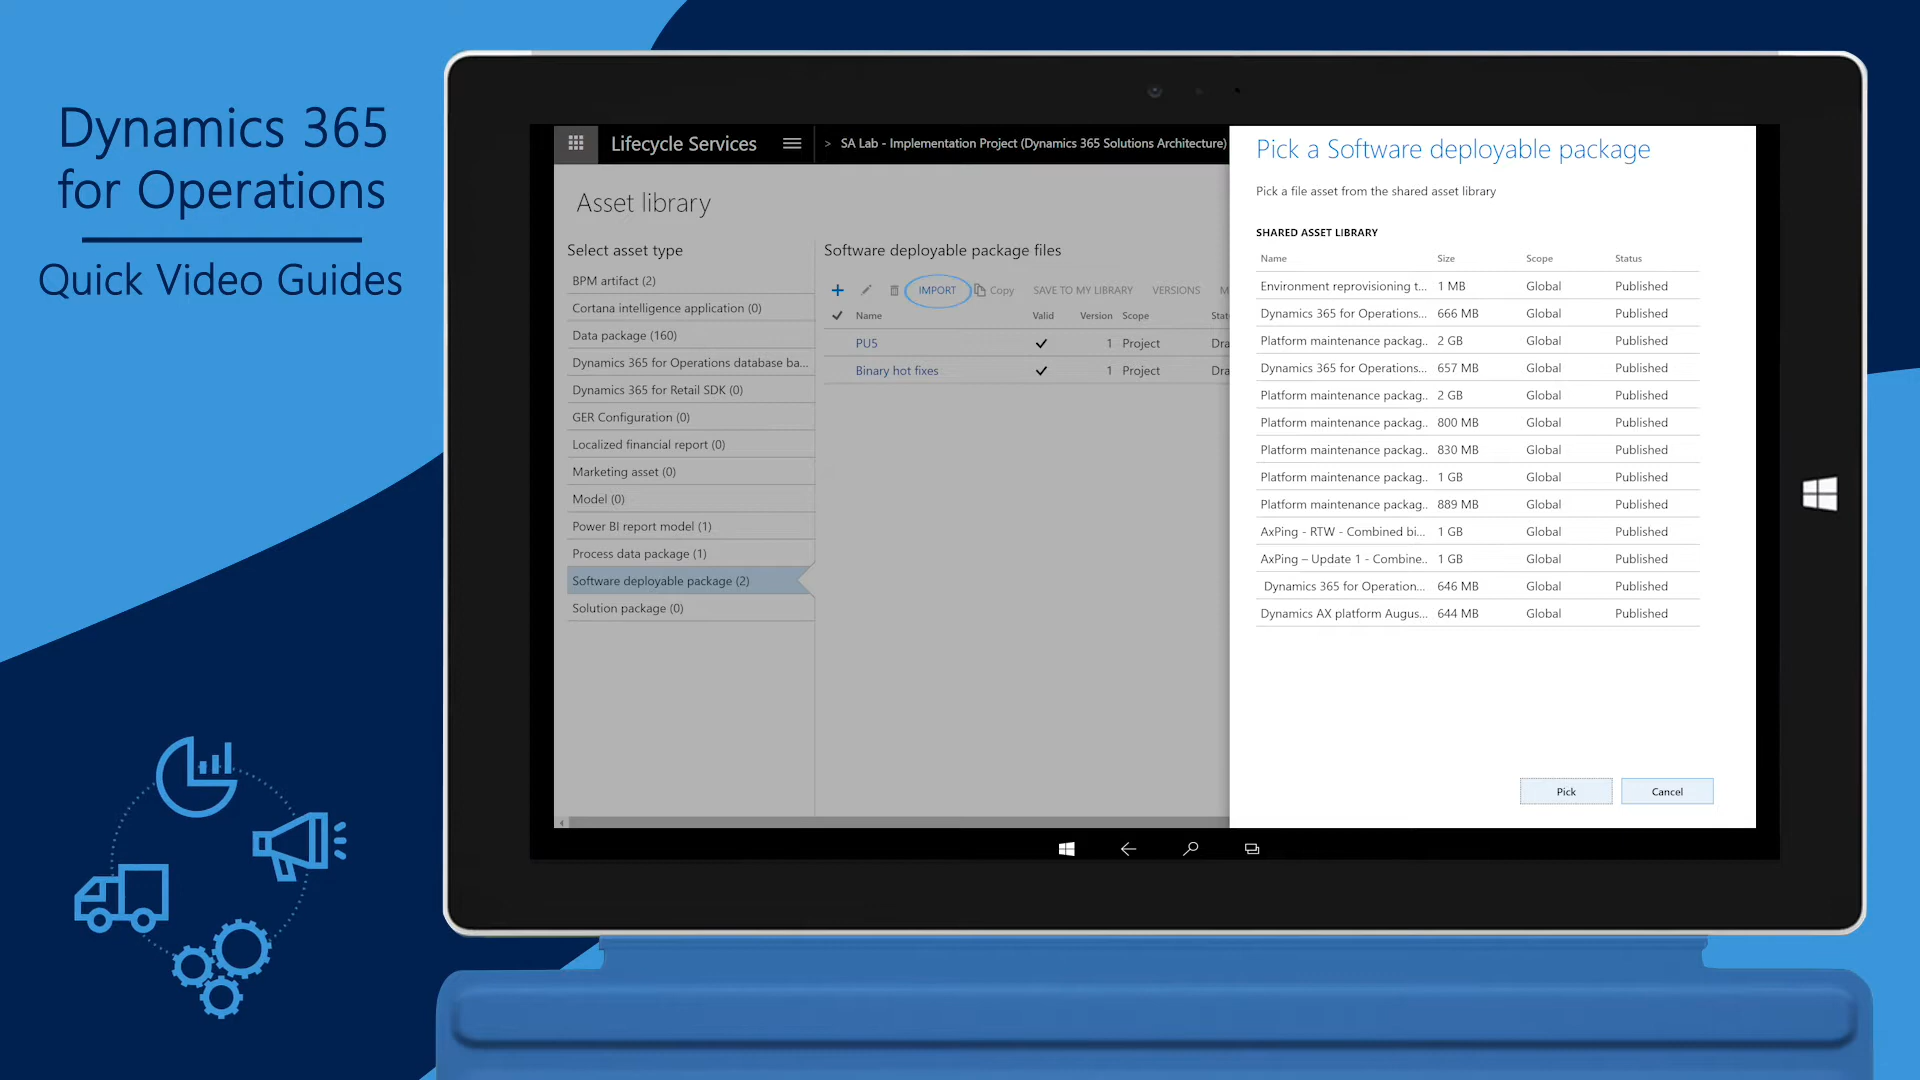 Dynamics 365
for Operations
Quick Video Guides
Lifecycle Services
> SA Lab - Implementation Project (Dynamics 365 Solutions Architecture)
Asset library
Select asset type
BPM artifact (2)
Cortana intelligence application (0)
Data package (160)
Dynamics 365 for Operations database ba...
Dynamics 365 for Retail SDK (0)
GER Configuration (0)
Localized financial report (0)
Marketing asset (0)
Model (0)
Power BI report model (1)
Process data package (1)
Software deployable package (2)
Solution package (0)
Software deployable package files
IMPORT Copy SAVE TO MY LIBRARY VERSIONS M
Name Valid Version Scope Stat
PU5 1 Project Dra
Binary hot fixes 1 Project Dra
Pick a Software deployable package
Pick a file asset from the shared asset library
SHARED ASSET LIBRARY
Name Size Scope Status
Environment reprovisioning t... 1 MB Global Published
Dynamics 365 for Operations... 666 MB Global Published
Platform maintenance packag.. 2 GB Global Published
Dynamics 365 for Operations... 657 MB Global Published
Platform maintenance packag.. 2 GB Global Published
Platform maintenance packag.. 800 MB Global Published
Platform maintenance packag.. 830 MB Global Published
Platform maintenance packag.. 1 GB Global Published
Platform maintenance packag.. 889 MB Global Published
AxPing - RTW - Combined bi... 1 GB Global Published
AxPing – Update 1 - Combine.. 1 GB Global Published
Dynamics 365 for Operation... 646 MB Global Published
Dynamics AX platform Augus... 644 MB Global Published
Pick Cancel